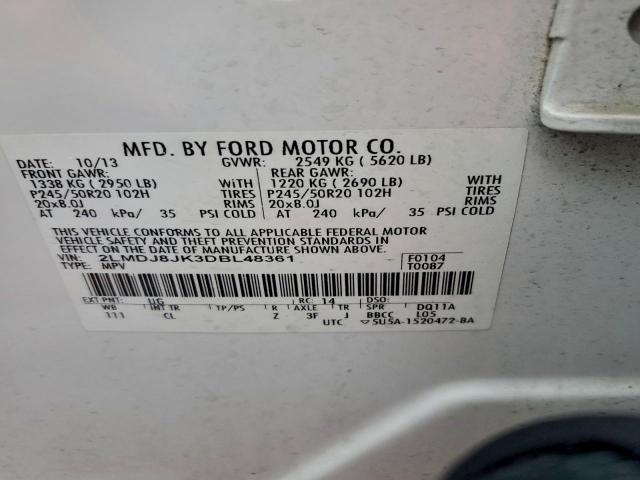 MFD. BY FORD MOTOR CO.
DATE: 10/13 GVWR: 2549 KG ( 5620 LB)
FRONT GAWR: REAR GAWR:
1338 KG ( 2950 LB) WITH 1220 KG ( 2690 LB) WITH
P245/50R20 102H TIRES P245/50R20 102H TIRES
20x8.0J RIMS 20x8.0J RIMS
AT 240 kPa/ 35 PSI COLD AT 240 kPa/ 35 PSI COLD
THIS VEHICLE CONFORMS TO ALL APPLICABLE FEDERAL MOTOR
VEHICLE SAFETY AND THEFT PREVENTION STANDARDS IN EFFECT
ON THE DATE OF MANUFACTURE SHOWN ABOVE.
VIN: 2LMDJ8JK3DBL48361 F0104
TYPE: MPV T0087
EXT PNT: UG RC: 14 DSO:
WB INT TR TP/PS R AXLE TR SPR DQ11A
111 CL Z 3F J BBCC L05
UTC 5U5A-1520472-BA